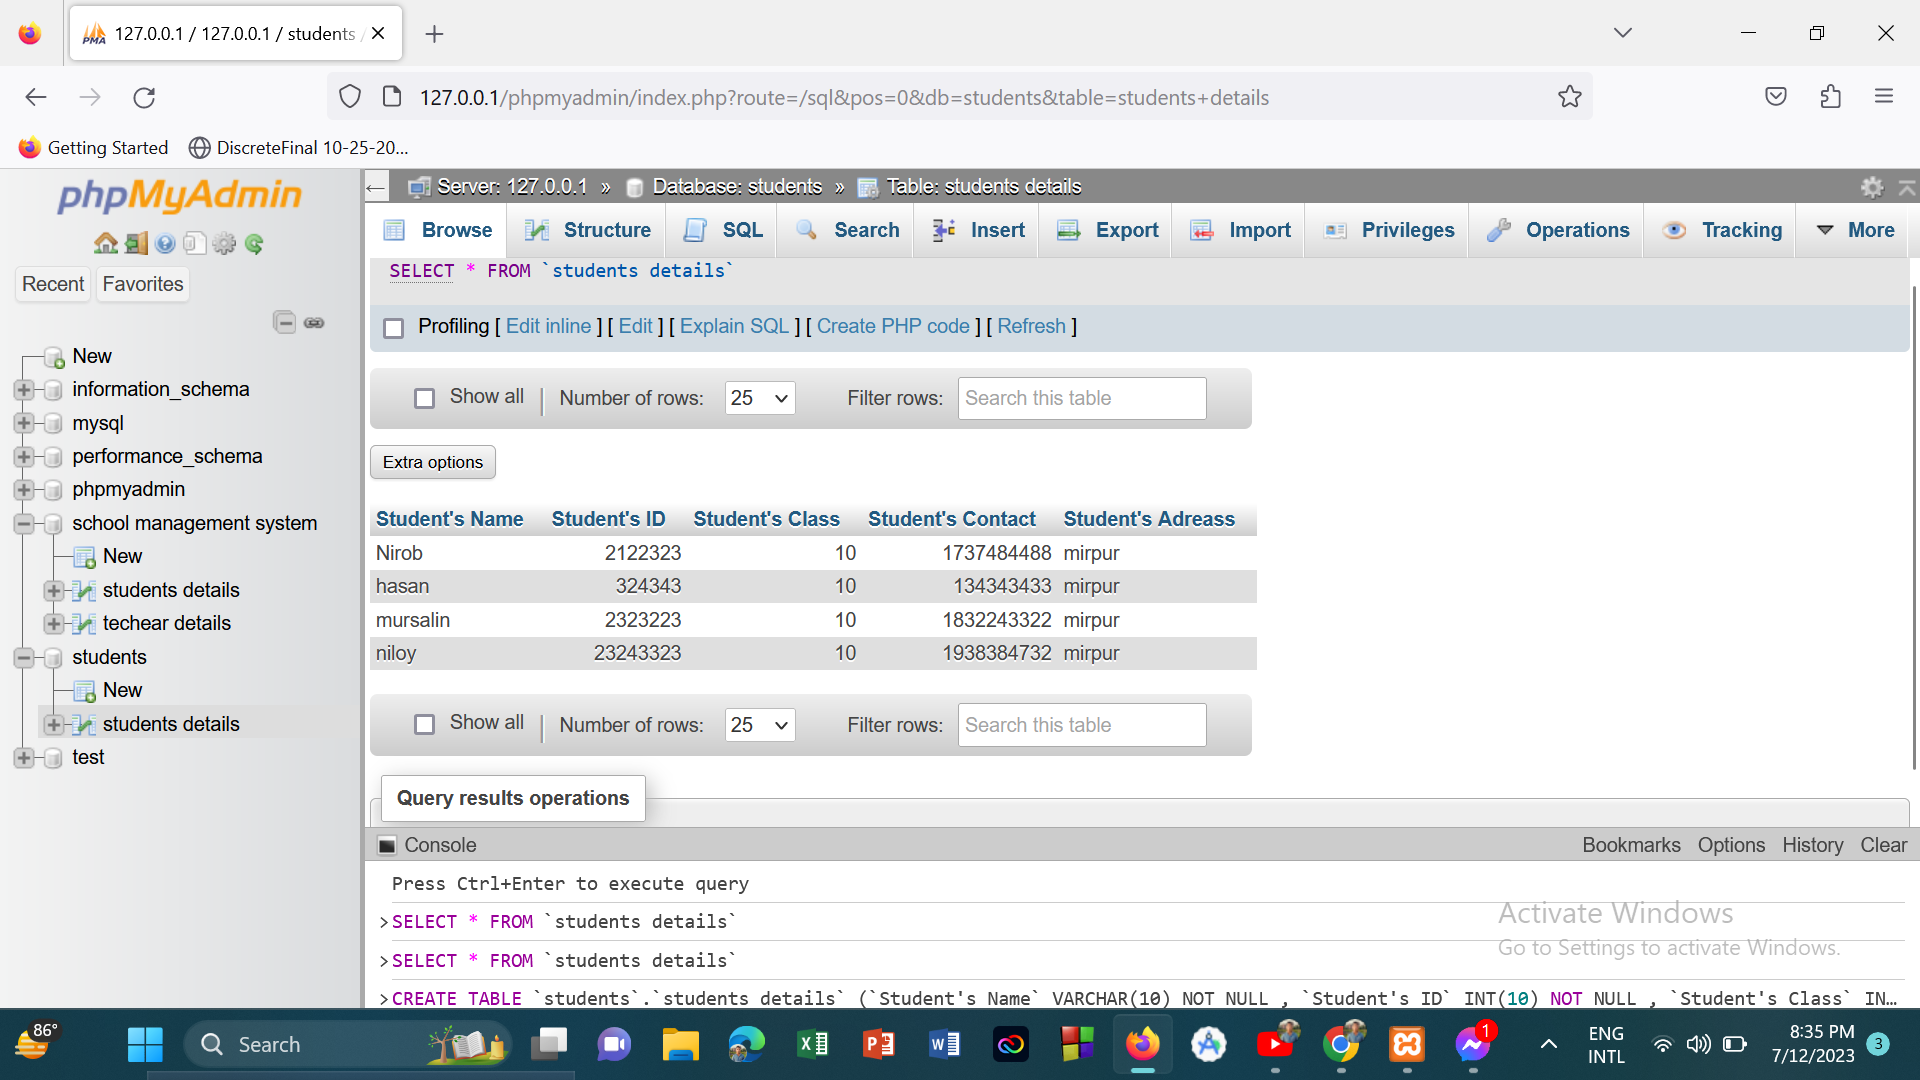 127.0.0.1 / 127.0.0.1 / students /
127.0.0.1/phpmyadmin/index.php?route=/sql&pos=0&db=students&table=students+details
Getting Started DiscreteFinal 10-25-20...
phpMyAdmin
Recent Favorites
New
information_schema
mysql
performance_schema
phpmyadmin
school management system
New
students details
techear details
students
New
students details
test
Server: 127.0.0.1 » Database: students » Table: students details
Browse Structure SQL Search Insert Export Import Privileges Operations Tracking More
SELECT * FROM `students details`
Profiling [ Edit inline ] [ Edit ] [ Explain SQL ] [ Create PHP code ] [ Refresh ]
Show all Number of rows: 25 Filter rows: Search this table
Extra options
Student's Name Student's ID Student's Class Student's Contact Student's Adreass
Nirob 2122323 10 1737484488 mirpur
hasan 324343 10 134343433 mirpur
mursalin 2323223 10 1832243322 mirpur
niloy 23243323 10 1938384732 mirpur
Show all Number of rows: 25 Filter rows: Search this table
Query results operations
Console Bookmarks Options History Clear
Press Ctrl+Enter to execute query
>SELECT * FROM `students details`
>SELECT * FROM `students details`
>CREATE TABLE `students`.`students details` (`Student's Name` VARCHAR(10) NOT NULL , `Student's ID` INT(10) NOT NULL , `Student's Class` IN...
Activate Windows
Go to Settings to activate Windows.
86°
Search
1
ENG
INTL
8:35 PM
7/12/2023
3